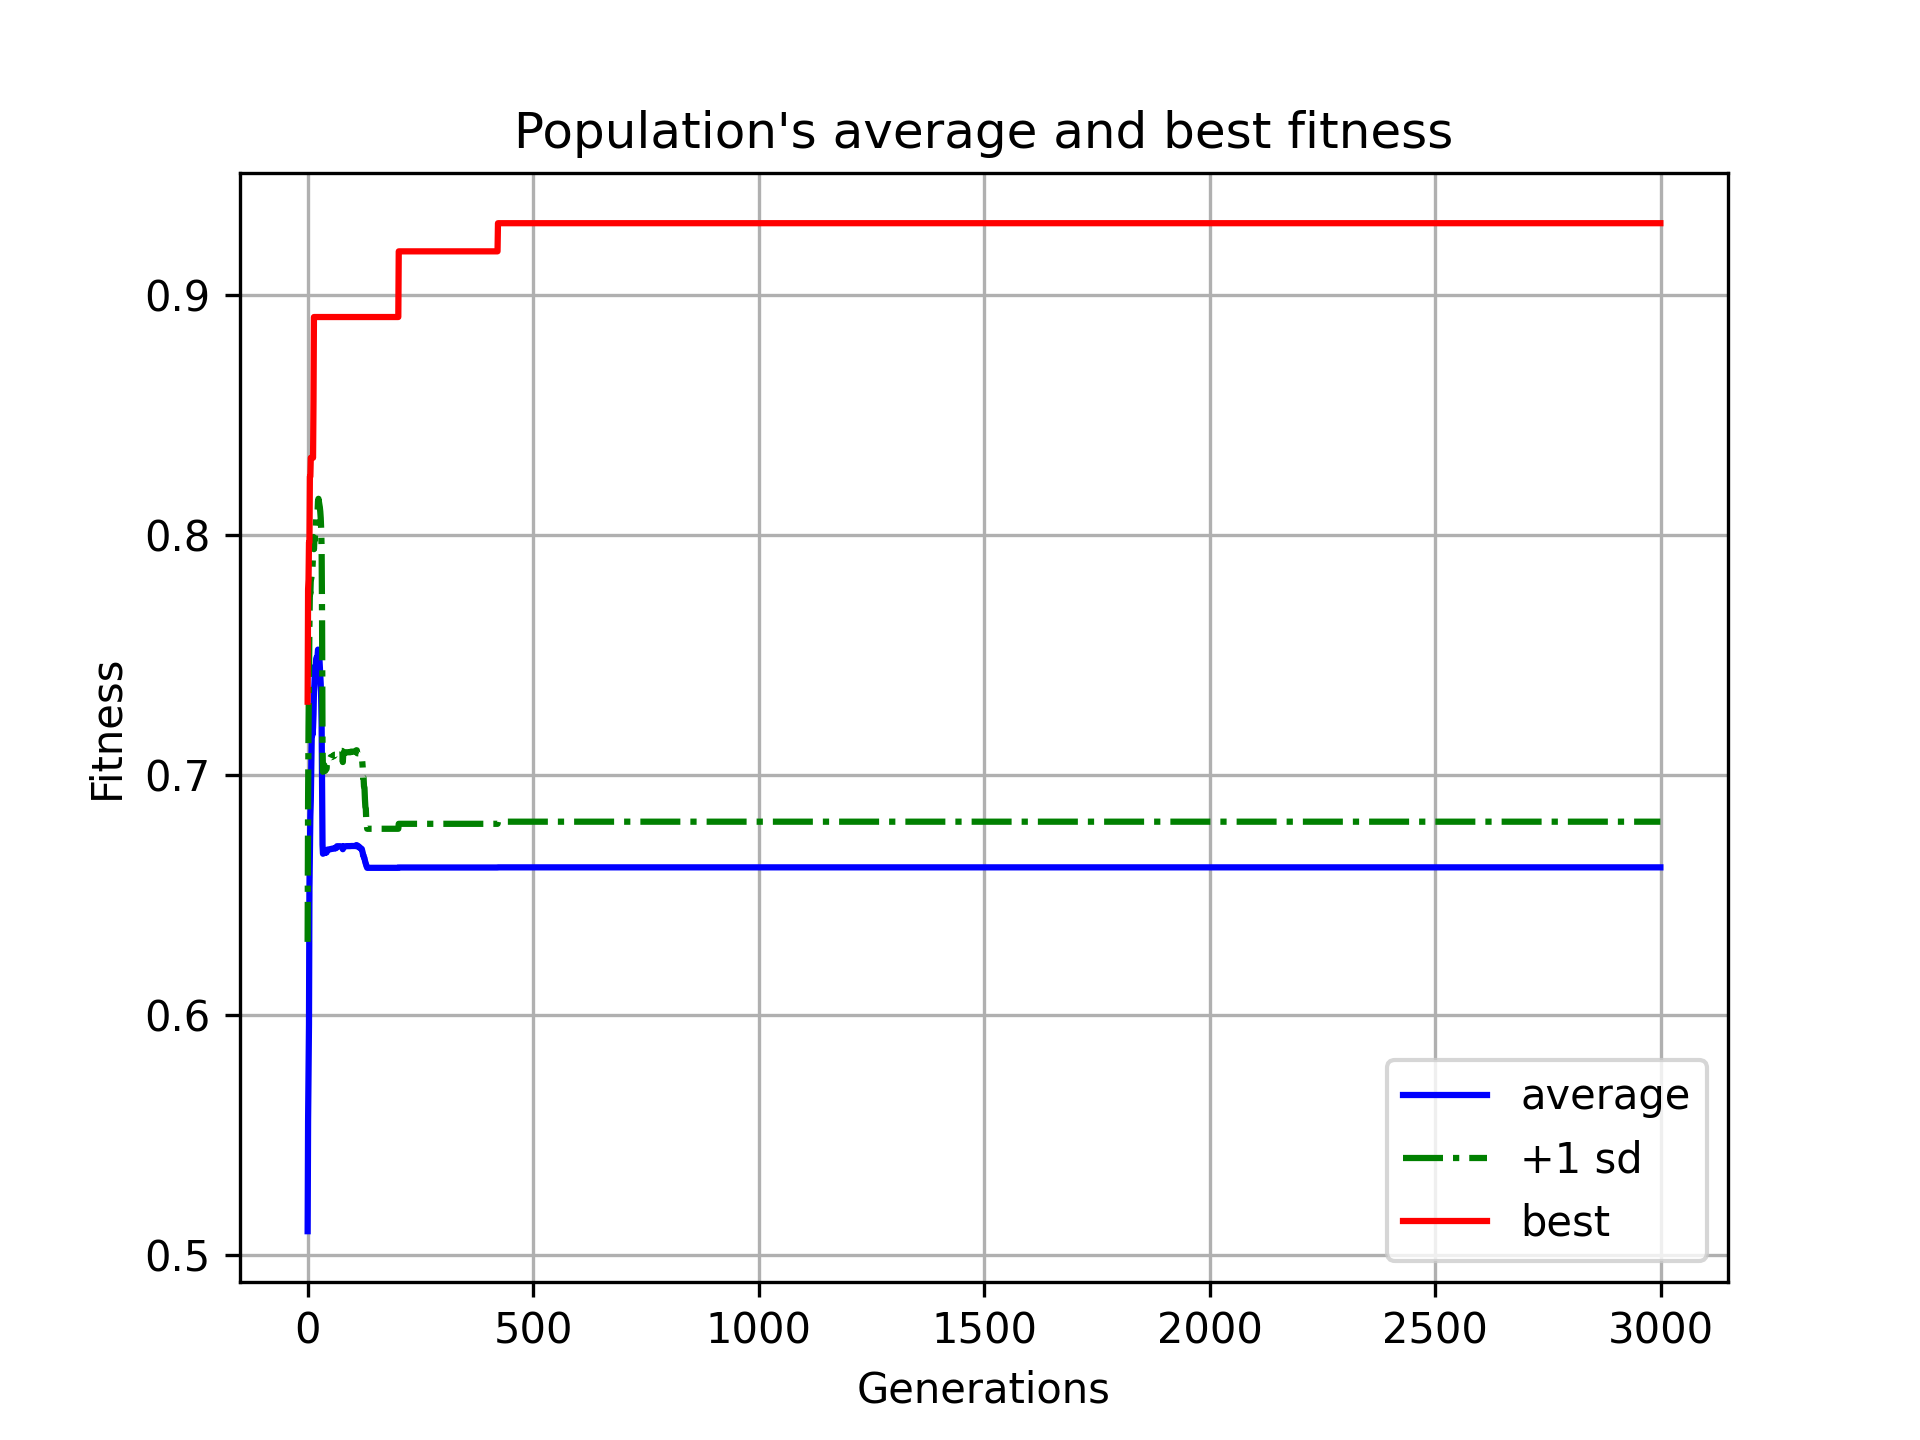 Population's average and best fitness
0.9
0.8
0.7
0.6
0.5
Fitness
average
+1 sd
best
0 500 1000 1500 2000 2500 3000
Generations